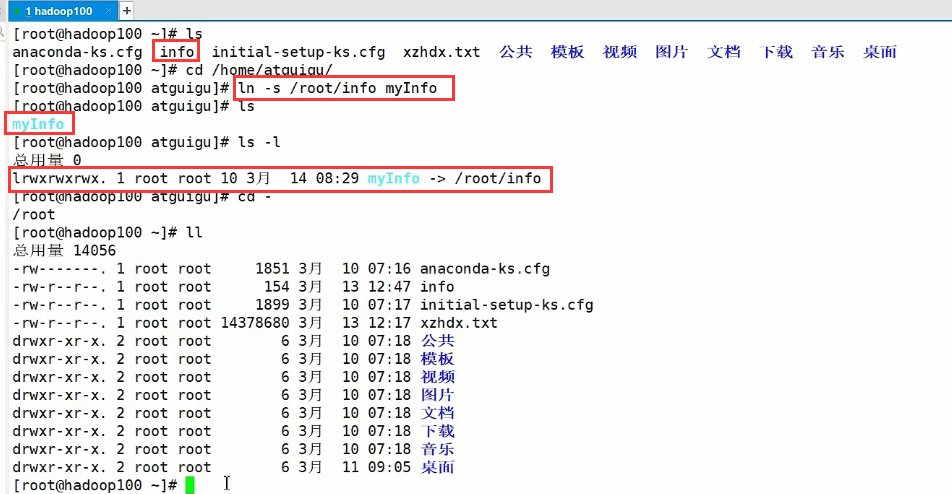 1 hadoop100 × +
[root@hadoop100 ~]# ls
anaconda-ks.cfg info initial-setup-ks.cfg xzhdx.txt 公共 模板 视频 图片 文档 下载 音乐 桌面
[root@hadoop100 ~]# cd /home/atguigu/
[root@hadoop100 atguigu]# ln -s /root/info myInfo
[root@hadoop100 atguigu]# ls
myInfo
[root@hadoop100 atguigu]# ls -l
总用量 0
lrwxrwxrwx. 1 root root 10 3月 14 08:29 myInfo -> /root/info
[root@hadoop100 atguigu]# cd -
/root
[root@hadoop100 ~]# ll
总用量 14056
-rw-------. 1 root root 1851 3月 10 07:16 anaconda-ks.cfg
-rw-r--r--. 1 root root 154 3月 13 12:47 info
-rw-r--r--. 1 root root 1899 3月 10 07:17 initial-setup-ks.cfg
-rw-r--r--. 1 root root 14378680 3月 13 12:17 xzhdx.txt
drwxr-xr-x. 2 root root 6 3月 10 07:18 公共
drwxr-xr-x. 2 root root 6 3月 10 07:18 模板
drwxr-xr-x. 2 root root 6 3月 10 07:18 视频
drwxr-xr-x. 2 root root 6 3月 10 07:18 图片
drwxr-xr-x. 2 root root 6 3月 10 07:18 文档
drwxr-xr-x. 2 root root 6 3月 10 07:18 下载
drwxr-xr-x. 2 root root 6 3月 10 07:18 音乐
drwxr-xr-x. 2 root root 6 3月 11 09:05 桌面
[root@hadoop100 ~]#